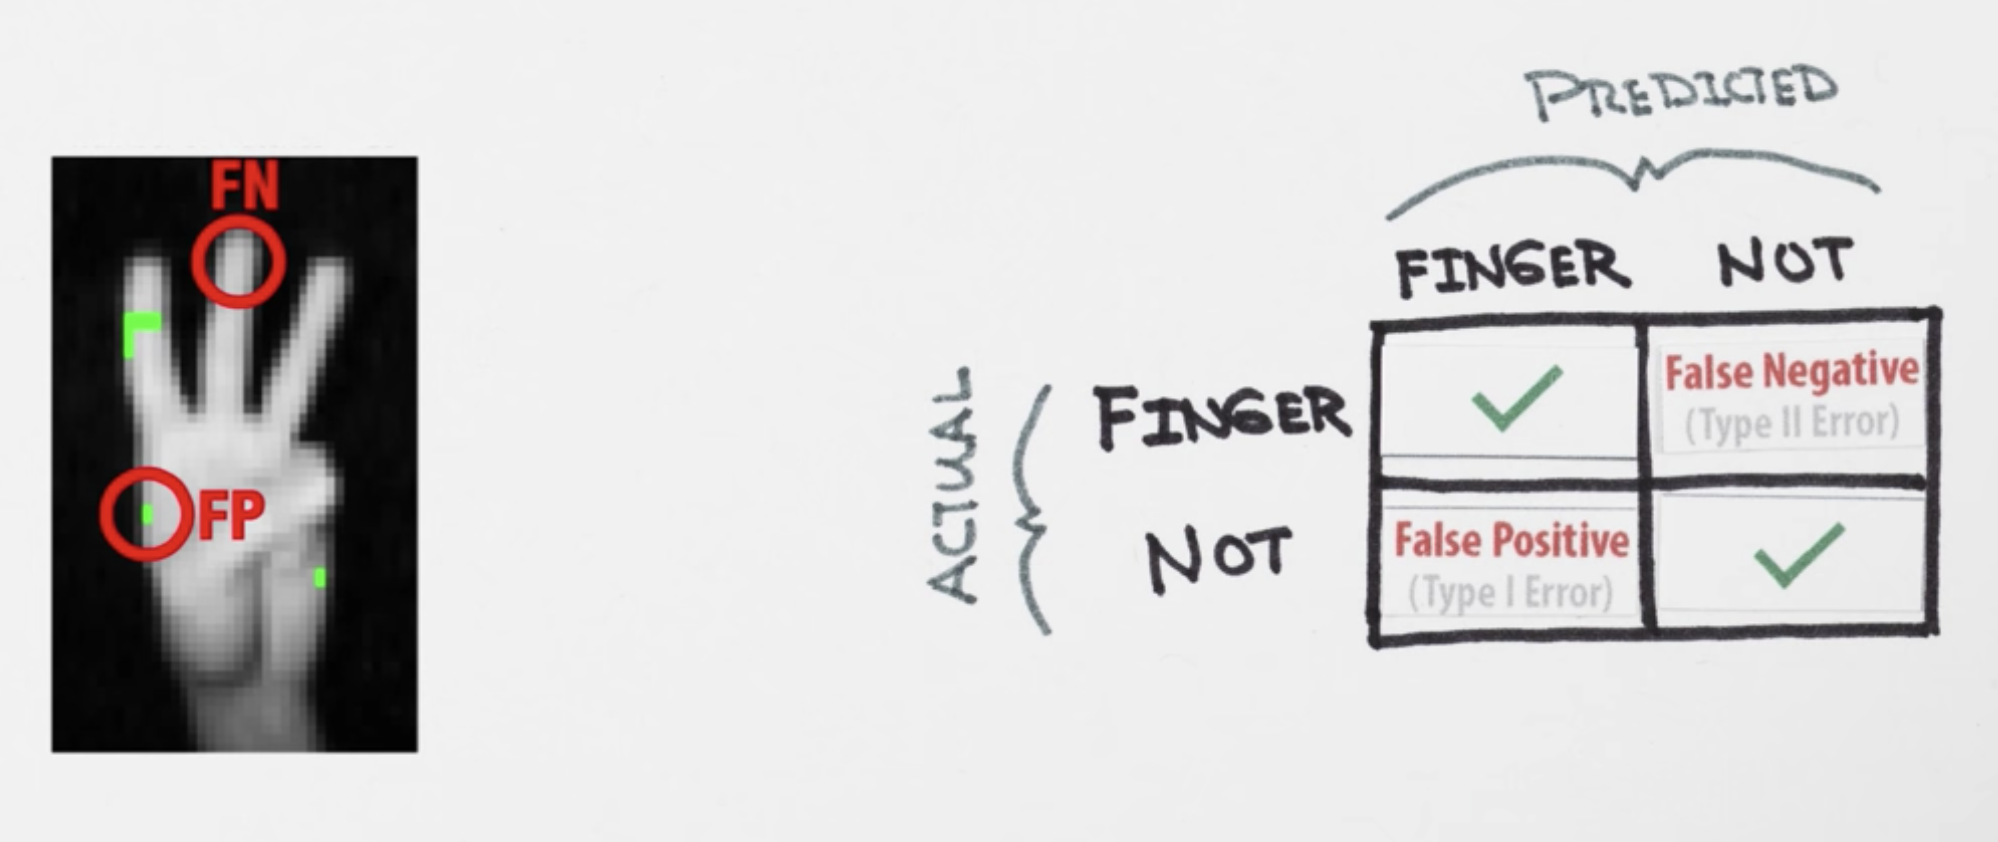 FN
FP
PREDICTED
FINGER NOT
ACTUAL
FINGER
False Negative
(Type II Error)
NOT
False Positive
(Type I Error)